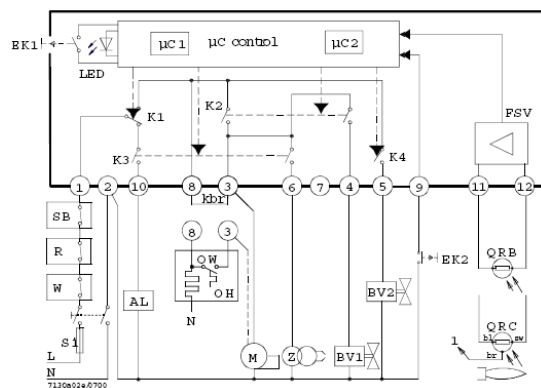 EK1
LED
µC1
µC control
µC2
K1
K2
FSV
K3
K4
1
2
10
8
3
6
7
4
5
9
11
12
kbr
SB
R
W
Si
L
N
8
3
OW
OH
N
AL
M
Z
BV1
BV2
EK2
QRB
QRC
bl
sw
br
1
7130a02e/0700